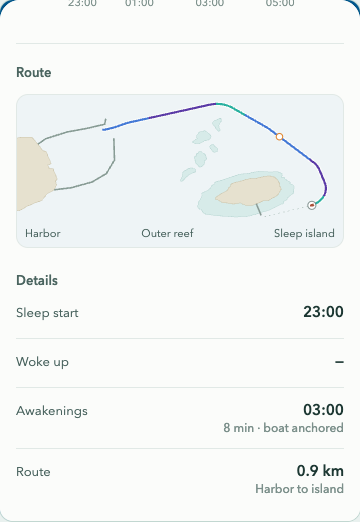 23:00 01:00 03:00 05:00
Route
Harbor Outer reef Sleep island
Details
Sleep start 23:00
Woke up –
Awakenings 03:00
8 min · boat anchored
Route 0.9 km
Harbor to island